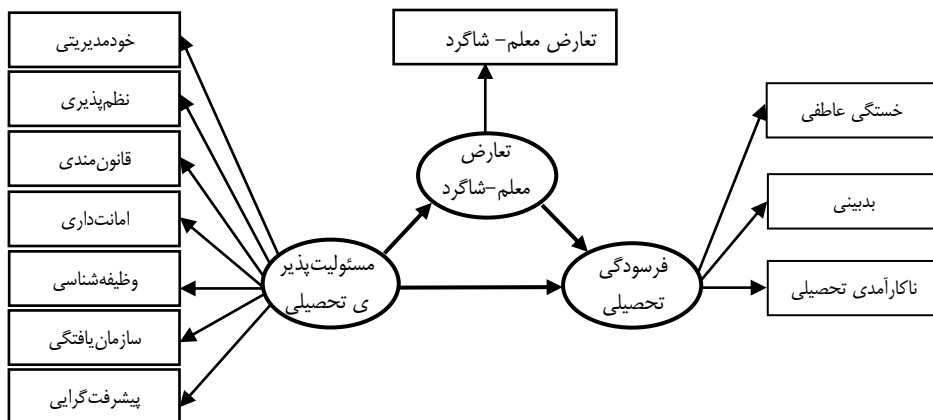 تعارض معلم– شاگرد
خودمدیریتی
نظم‌پذیری
قانون‌مندی
امانت‌داری
وظیفه‌شناسی
سازمان‌یافتگی
پیشرفت‌گرایی
تعارض
معلم–شاگرد
مسئولیت‌پذیر
ی تحصیلی
فرسودگی
تحصیلی
خستگی عاطفی
بدبینی
ناکارآمدی تحصیلی